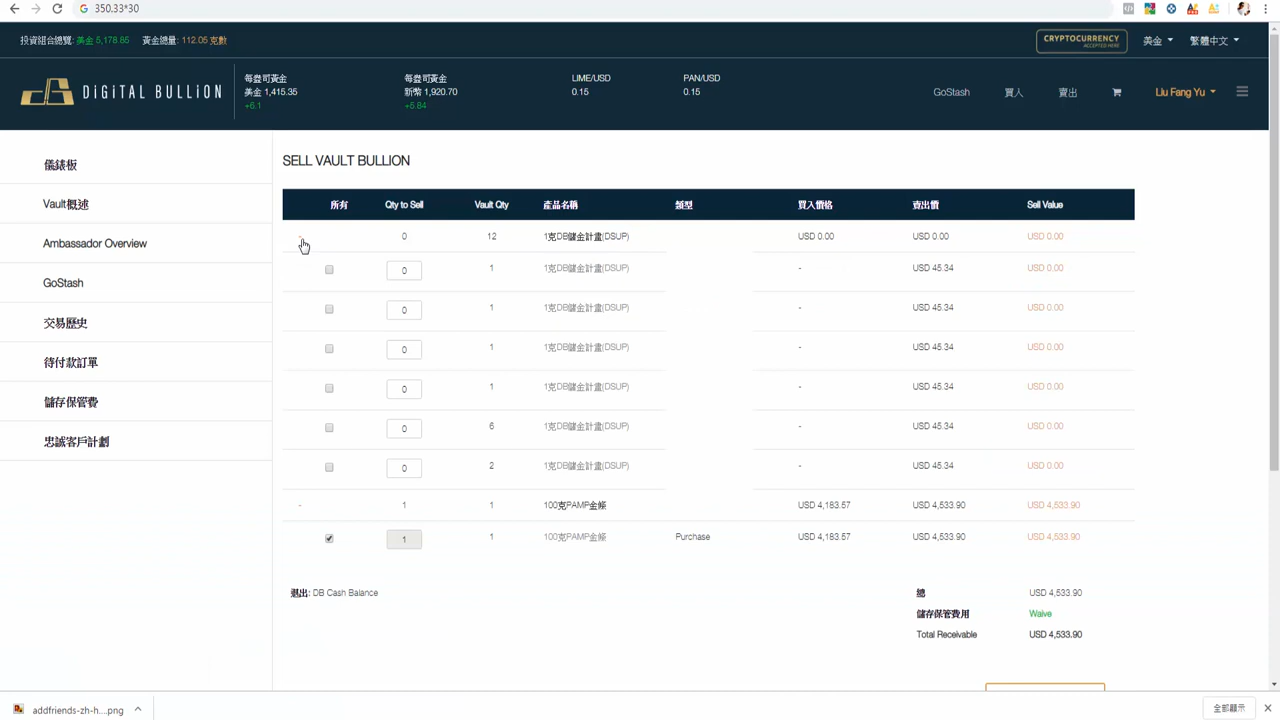 350.33*30
投資組合總覽: 美金 5,178.85 黃金總量: 112.05 克數
CRYPTOCURRENCY
ACCEPTED HERE
美金
繁體中文
DIGITAL BULLION
每盎司黃金
美金 1,415.35
+6.1
每盎司黃金
新幣 1,920.70
+5.84
LIME/USD
0.15
PAN/USD
0.15
GoStash
買入
賣出
Liu Fang Yu
儀錶板
Vault概述
Ambassador Overview
GoStash
交易歷史
待付款訂單
儲存保管費
忠誠客戶計劃
SELL VAULT BULLION
所有 Qty to Sell Vault Qty 產品名稱 類型 買入價格 賣出價 Sell Value
- 0 12 1克DB儲金計畫(DSUP) USD 0.00 USD 0.00 USD 0.00
0 1 1克DB儲金計畫(DSUP) - USD 45.34 USD 0.00
0 1 1克DB儲金計畫(DSUP) - USD 45.34 USD 0.00
0 1 1克DB儲金計畫(DSUP) - USD 45.34 USD 0.00
0 1 1克DB儲金計畫(DSUP) - USD 45.34 USD 0.00
0 6 1克DB儲金計畫(DSUP) - USD 45.34 USD 0.00
0 2 1克DB儲金計畫(DSUP) - USD 45.34 USD 0.00
- 1 1 100克PAMP金條 USD 4,183.57 USD 4,533.90 USD 4,533.90
1 1 100克PAMP金條 Purchase USD 4,183.57 USD 4,533.90 USD 4,533.90
退出: DB Cash Balance
總 USD 4,533.90
儲存保管費用 Waive
Total Receivable USD 4,533.90
addfriends-zh-h....png
全部顯示